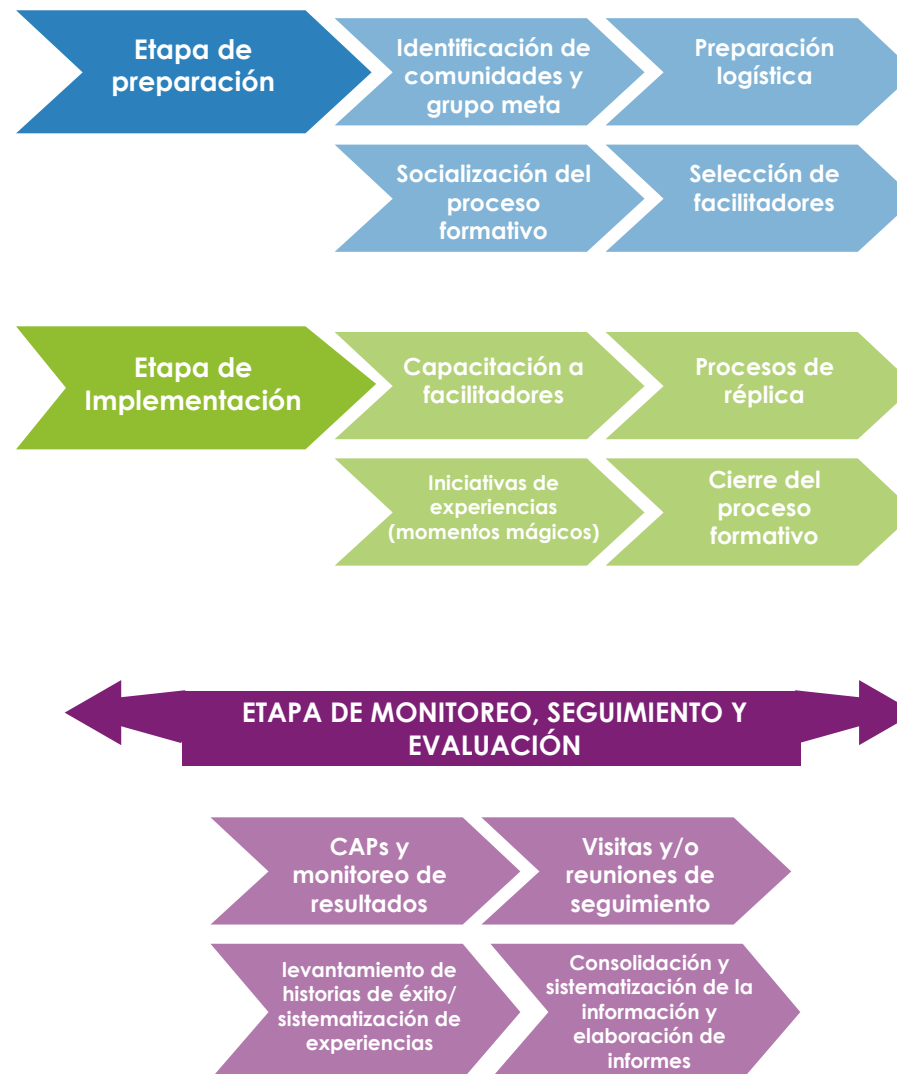 Etapa de
preparación
Identificación de
comunidades y
grupo meta
Preparación
logística
Socialización del
proceso
formativo
Selección de
facilitadores
Etapa de
Implementación
Capacitación a
facilitadores
Procesos de
réplica
Iniciativas de
experiencias
(momentos mágicos)
Cierre del
proceso
formativo
ETAPA DE MONITOREO, SEGUIMIENTO Y
EVALUACIÓN
CAPs y
monitoreo de
resultados
Visitas y/o
reuniones de
seguimiento
levantamiento de
historias de éxito/
sistematización de
experiencias
Consolidación y
sistematización de la
información y
elaboración de
informes